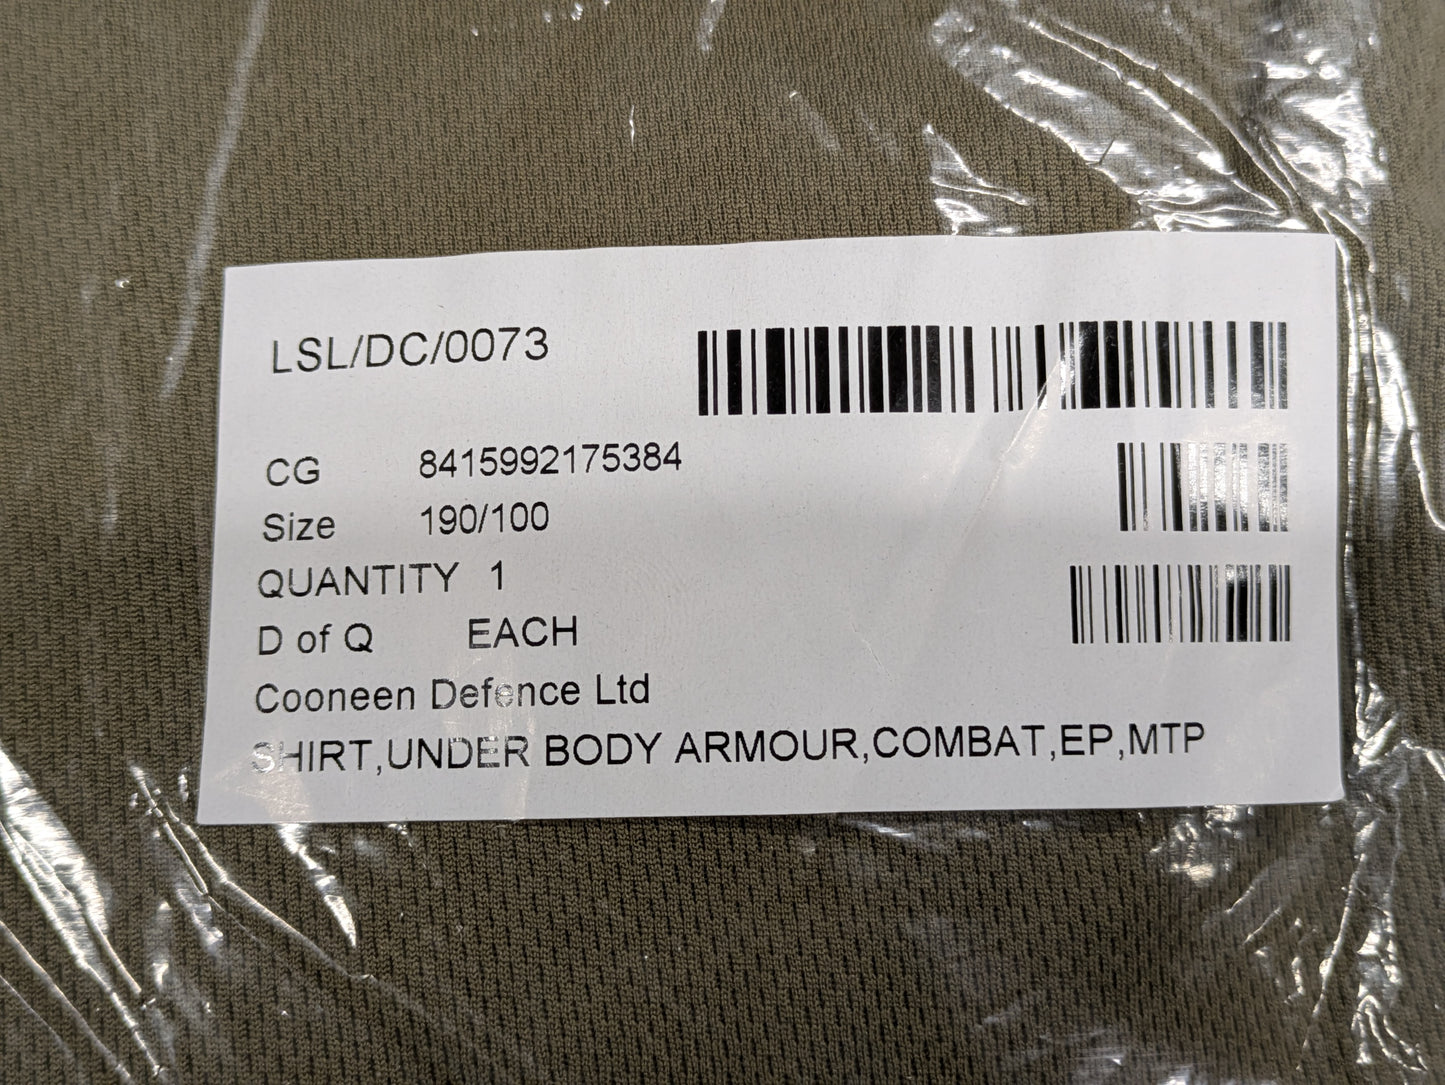 LSL/DC/0073
CG 8415992175384
Size 190/100
QUANTITY 1
D of Q EACH
Cooneen Defence Ltd
SHIRT,UNDER BODY ARMOUR,COMBAT,EP,MTP